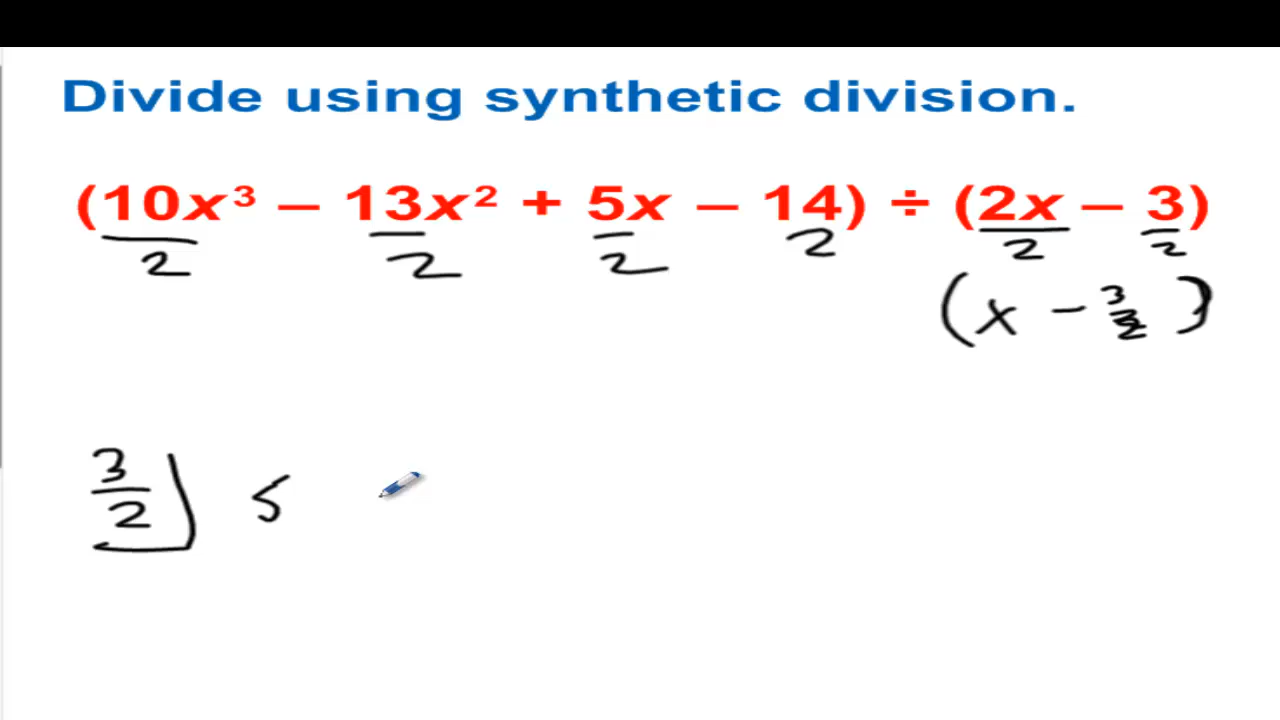 Divide using synthetic division.
(10x³ – 13x² + 5x – 14) ÷ (2x – 3)
2 2 2 2 2 2
(x - 3/2)
3/2 5